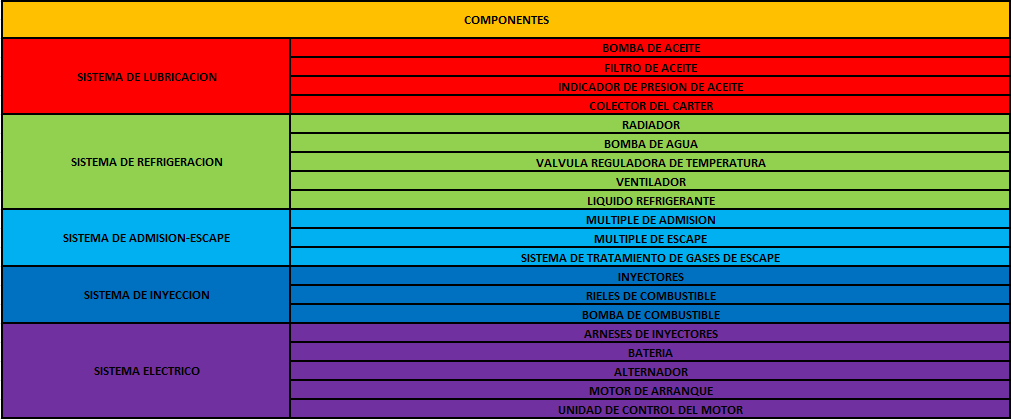 COMPONENTES
SISTEMA DE LUBRICACION
BOMBA DE ACEITE
FILTRO DE ACEITE
INDICADOR DE PRESION DE ACEITE
COLECTOR DEL CARTER
SISTEMA DE REFRIGERACION
RADIADOR
BOMBA DE AGUA
VALVULA REGULADORA DE TEMPERATURA
VENTILADOR
LIQUIDO REFRIGERANTE
SISTEMA DE ADMISION-ESCAPE
MULTIPLE DE ADMISION
MULTIPLE DE ESCAPE
SISTEMA DE TRATAMIENTO DE GASES DE ESCAPE
SISTEMA DE INYECCION
INYECTORES
RIELES DE COMBUSTIBLE
BOMBA DE COMBUSTIBLE
SISTEMA ELECTRICO
ARNESES DE INYECTORES
BATERIA
ALTERNADOR
MOTOR DE ARRANQUE
UNIDAD DE CONTROL DEL MOTOR